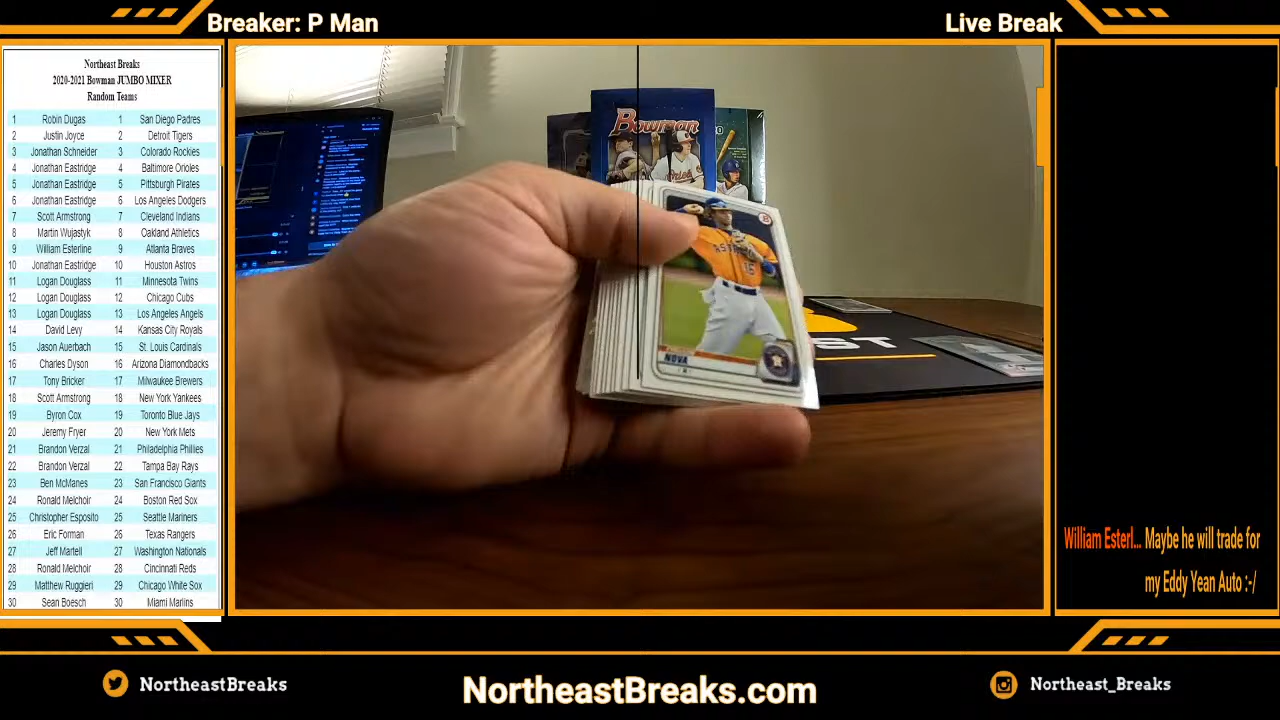 Breaker: P Man
Live Break
Northeast Breaks
2020-2021 Bowman JUMBO MIXER
Random Teams
1 Robin Dugas 1 San Diego Padres
2 Justin Joyce 2 Detroit Tigers
3 Jonathan Schneider 3 Colorado Rockies
4 Jonathan Eastridge 4 Baltimore Orioles
5 Jonathan Eastridge 5 Pittsburgh Pirates
6 Jonathan Eastridge 6 Los Angeles Dodgers
7 Scott Armstrong 7 Cleveland Indians
8 Martin Wujastyk 8 Oakland Athletics
9 William Esterline 9 Atlanta Braves
10 Jonathan Eastridge 10 Houston Astros
11 Logan Douglass 11 Minnesota Twins
12 Logan Douglass 12 Chicago Cubs
13 Logan Douglass 13 Los Angeles Angels
14 David Levy 14 Kansas City Royals
15 Jason Auerbach 15 St. Louis Cardinals
16 Charles Dyson 16 Arizona Diamondbacks
17 Tony Bricker 17 Milwaukee Brewers
18 Scott Armstrong 18 New York Yankees
19 Byron Cox 19 Toronto Blue Jays
20 Jeremy Fryer 20 New York Mets
21 Brandon Verzal 21 Philadelphia Phillies
22 Brandon Verzal 22 Tampa Bay Rays
23 Ben McManes 23 San Francisco Giants
24 Ronald Melchoir 24 Boston Red Sox
25 Christopher Esposito 25 Seattle Mariners
26 Eric Forman 26 Texas Rangers
27 Jeff Martell 27 Washington Nationals
28 Ronald Melchoir 28 Cincinnati Reds
29 Matthew Ruggieri 29 Chicago White Sox
30 Sean Boesch 30 Miami Marlins
Bowman
Orioles
ASTROS
15
NOVA
ST
William Esterl... Maybe he will trade for
my Eddy Yean Auto :-/
NortheastBreaks
NortheastBreaks.com
Northeast_Breaks